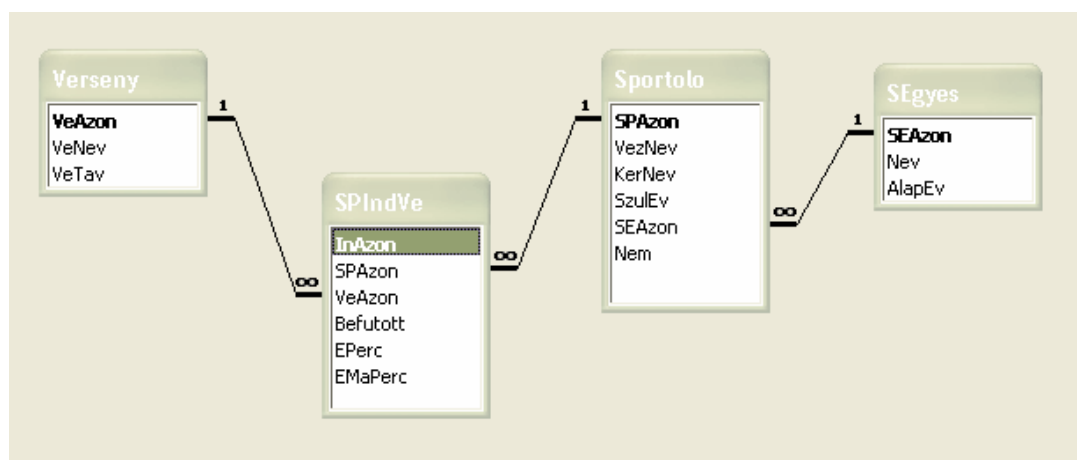 Verseny
VeAzon
VeNev
VeTav
1
∞
SPIndVe
InAzon
SPAzon
VeAzon
Befutott
EPerc
EMaPerc
∞
1
Sportolo
SPAzon
VezNev
KerNev
SzulEv
SEAzon
Nem
∞
1
SEgyes
SEAzon
Nev
AlapEv